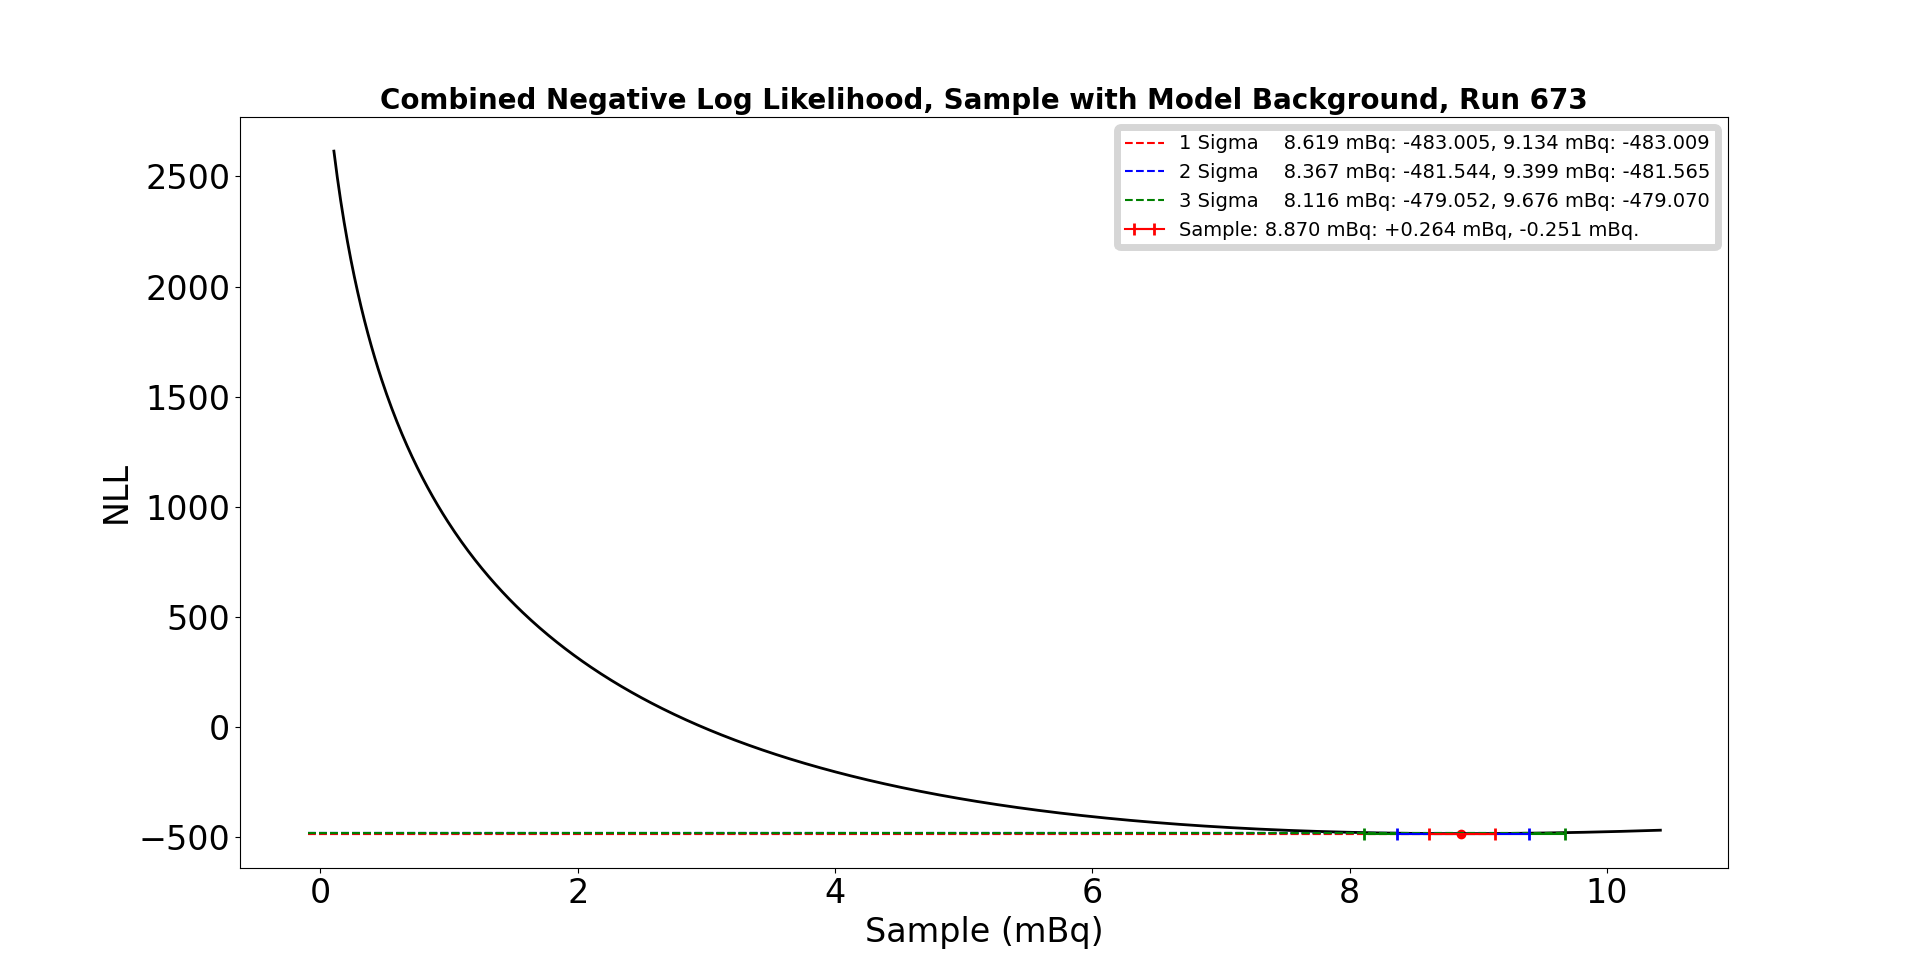 Combined Negative Log Likelihood, Sample with Model Background, Run 673
1 Sigma    8.619 mBq: -483.005, 9.134 mBq: -483.009
2 Sigma    8.367 mBq: -481.544, 9.399 mBq: -481.565
3 Sigma    8.116 mBq: -479.052, 9.676 mBq: -479.070
Sample: 8.870 mBq: +0.264 mBq, -0.251 mBq.
2500
2000
1500
1000
500
0
−500
NLL
0 2 4 6 8 10
Sample (mBq)